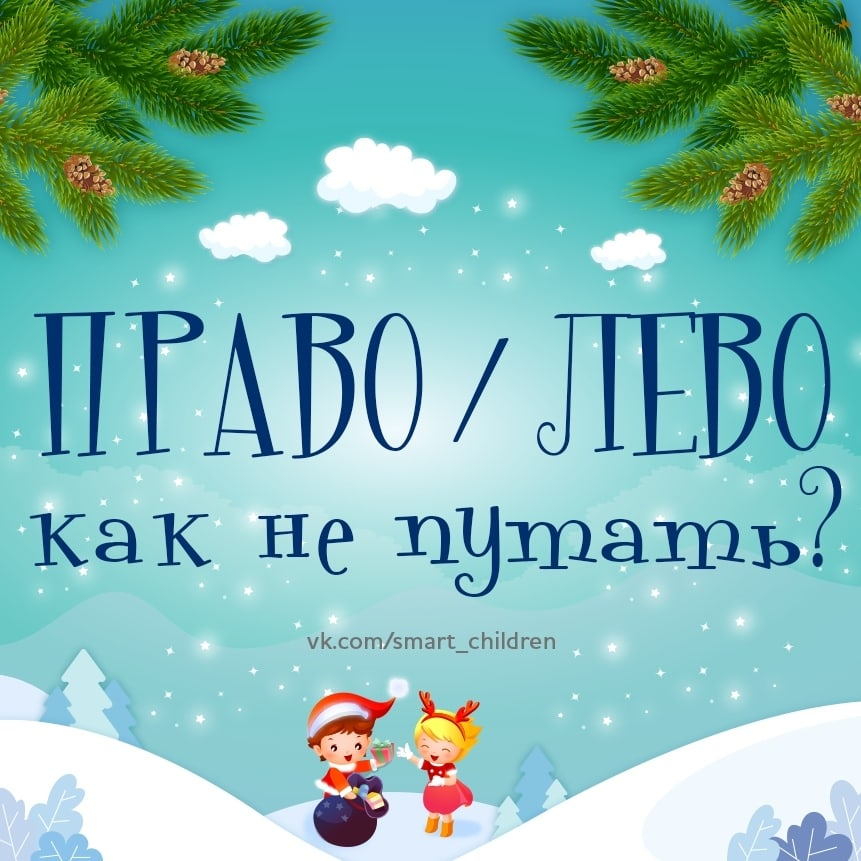 ПРАВО / ЛЕВО
как не путать?
vk.com/smart_children